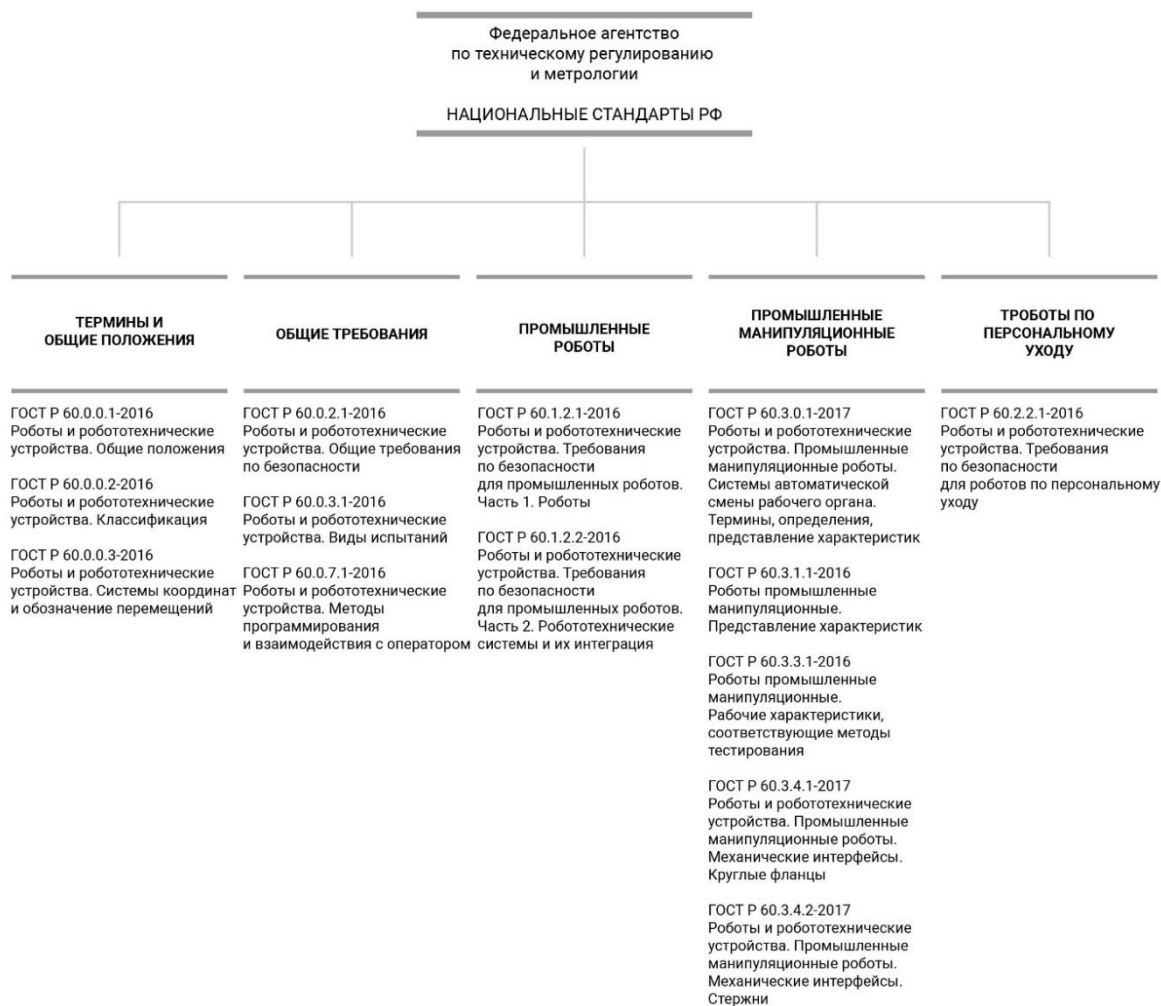 Федеральное агентство
по техническому регулированию
и метрологии
НАЦИОНАЛЬНЫЕ СТАНДАРТЫ РФ
ТЕРМИНЫ И
ОБЩИЕ ПОЛОЖЕНИЯ
ГОСТ Р 60.0.0.1-2016
Роботы и робототехнические
устройства. Общие положения
ГОСТ Р 60.0.0.2-2016
Роботы и робототехнические
устройства. Классификация
ГОСТ Р 60.0.0.3-2016
Роботы и робототехнические
устройства. Системы координат
и обозначение перемещений
ОБЩИЕ ТРЕБОВАНИЯ
ГОСТ Р 60.0.2.1-2016
Роботы и робототехнические
устройства. Общие требования
по безопасности
ГОСТ Р 60.0.3.1-2016
Роботы и робототехнические
устройства. Виды испытаний
ГОСТ Р 60.0.7.1-2016
Роботы и робототехнические
устройства. Методы
программирования
и взаимодействия с оператором
ПРОМЫШЛЕННЫЕ
РОБОТЫ
ГОСТ Р 60.1.2.1-2016
Роботы и робототехнические
устройства. Требования
по безопасности
для промышленных роботов.
Часть 1. Роботы
ГОСТ Р 60.1.2.2-2016
Роботы и робототехнические
устройства. Требования
по безопасности
для промышленных роботов.
Часть 2. Робототехнические
системы и их интеграция
ПРОМЫШЛЕННЫЕ
МАНИПУЛЯЦИОННЫЕ
РОБОТЫ
ГОСТ Р 60.3.0.1-2017
Роботы и робототехнические
устройства. Промышленные
манипуляционные роботы.
Системы автоматической
смены рабочего органа.
Термины, определения,
представление характеристик
ГОСТ Р 60.3.1.1-2016
Роботы промышленные
манипуляционные.
Представление характеристик
ГОСТ Р 60.3.3.1-2016
Роботы промышленные
манипуляционные.
Рабочие характеристики,
соответствующие методы
тестирования
ГОСТ Р 60.3.4.1-2017
Роботы и робототехнические
устройства. Промышленные
манипуляционные роботы.
Механические интерфейсы.
Круглые фланцы
ГОСТ Р 60.3.4.2-2017
Роботы и робототехнические
устройства. Промышленные
манипуляционные роботы.
Механические интерфейсы.
Стержни
ТРОБОТЫ ПО
ПЕРСОНАЛЬНОМУ
УХОДУ
ГОСТ Р 60.2.2.1-2016
Роботы и робототехнические
устройства. Требования
по безопасности
для роботов по персональному
уходу